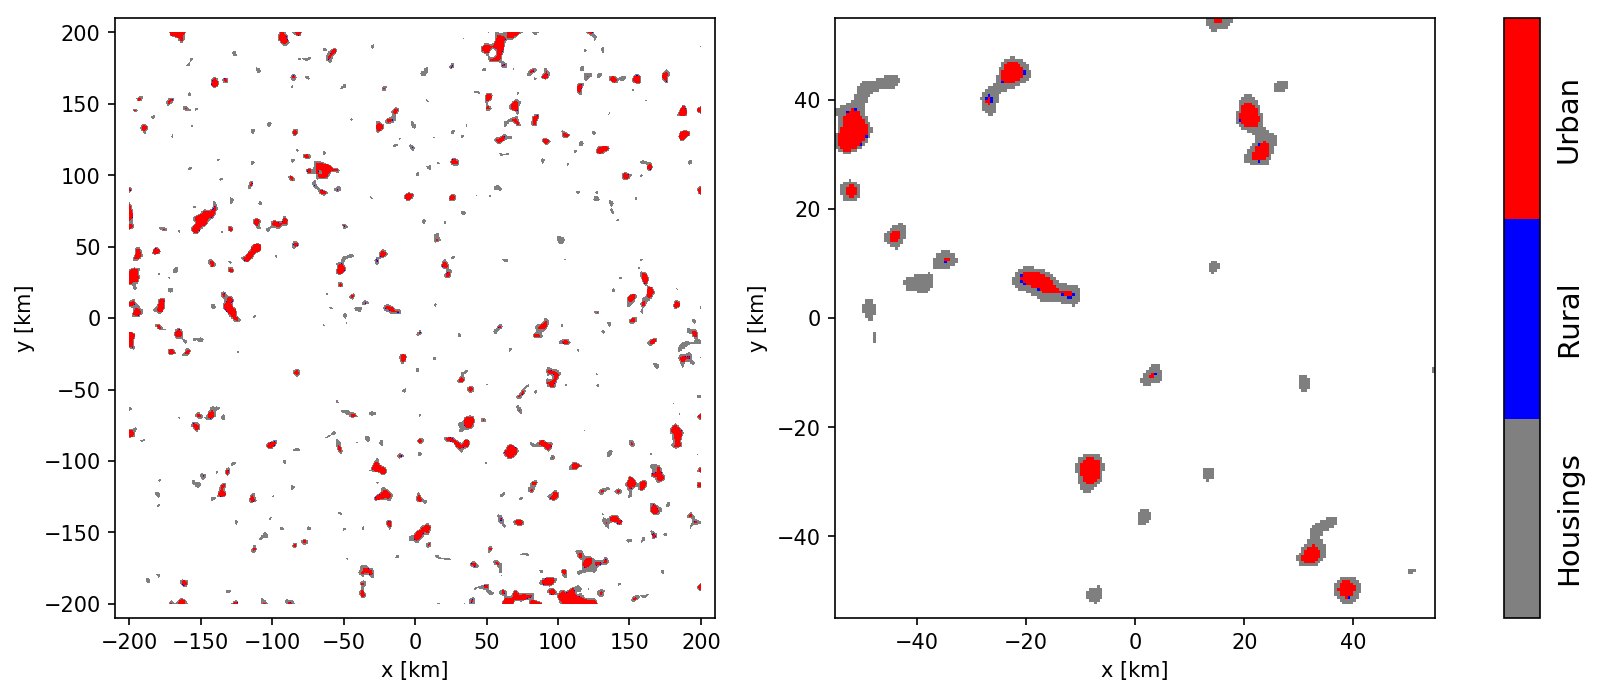 200
150
100
50
0
−50
−100
−150
−200
y [km]
−200 −150 −100 −50 0 50 100 150 200
x [km]
40
20
0
−20
−40
y [km]
−40 −20 0 20 40
x [km]
Urban
Rural
Housings